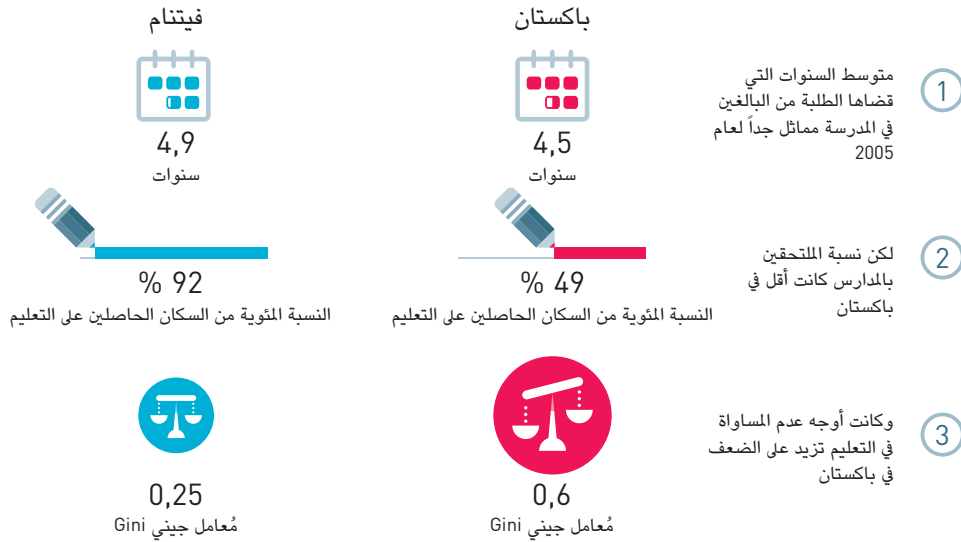 باكستان
فيتنام
1
متوسط السنوات التي
قضاها الطلبة من البالغين
في المدرسة مماثل جداً لعام
2005
4,5
سنوات
4,9
سنوات
2
لكن نسبة الملتحقين
بالمدارس كانت أقل في
باكستان
49 %
النسبة المئوية من السكان الحاصلين على التعليم
92 %
النسبة المئوية من السكان الحاصلين على التعليم
3
وكانت أوجه عدم المساواة
في التعليم تزيد على الضعف
في باكستان
0,6
مُعامل جيني Gini
0,25
مُعامل جيني Gini